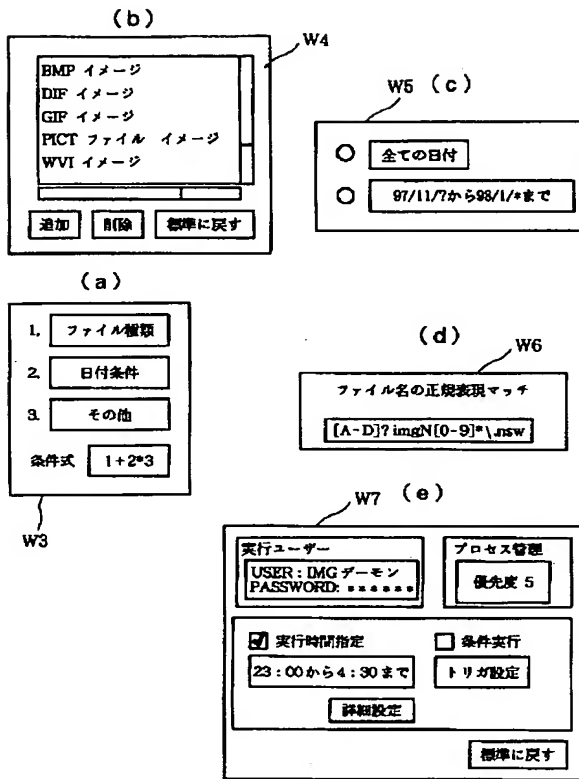 (b)
W4
BMP イメージ
DIF イメージ
GIF イメージ
PICT ファイル イメージ
WVI イメージ
追加 削除 標準に戻す
W5 (c)
全ての日付
97/11/?から98/1/*まで
(a)
1. ファイル種類
2. 日付条件
3. その他
条件式 1+2*3
W3
(d)
W6
ファイル名の正規表現マッチ
[A-D]?imgN[0-9]*\.nsw
W7 (e)
実行ユーザー
USER : IMG デーモン
PASSWORD: ******
プロセス管理
優先度 5
実行時間指定 条件実行
23:00から4:30まで トリガ設定
詳細設定
標準に戻す